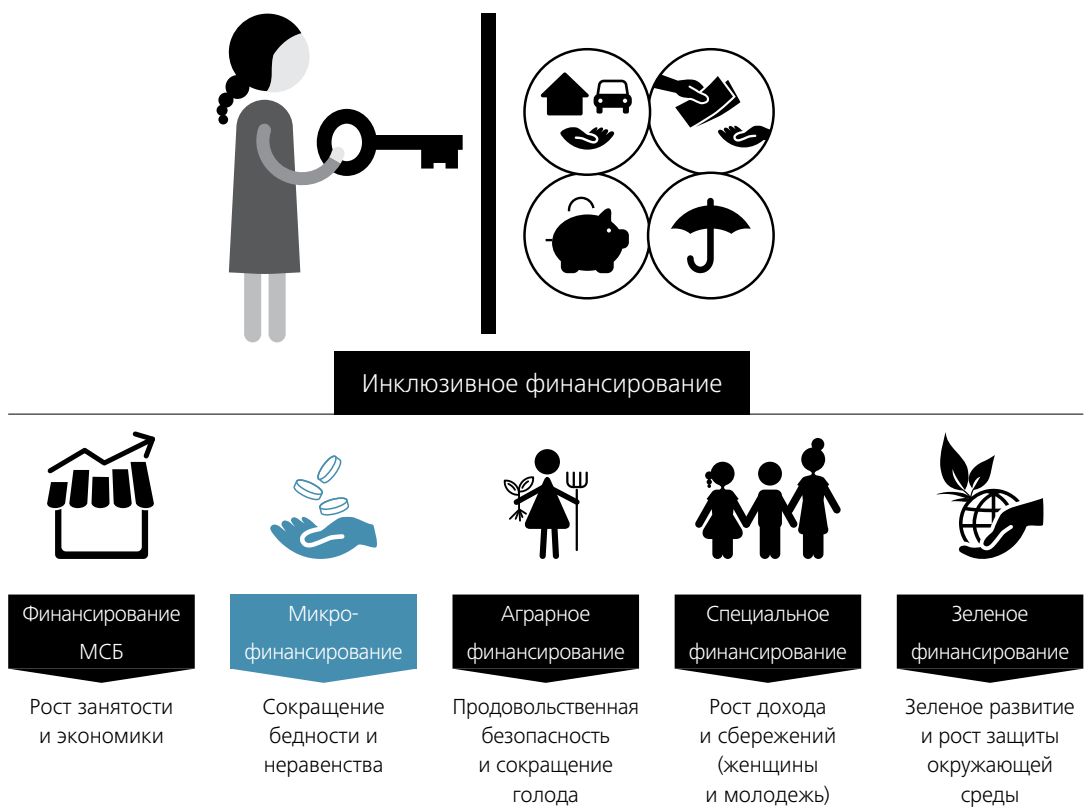 Инклюзивное финансирование
Финансирование
МСБ
Рост занятости
и экономики
Микро-
финансирование
Сокращение
бедности и
неравенства
Аграрное
финансирование
Продовольственная
безопасность
и сокращение
голода
Специальное
финансирование
Рост дохода
и сбережений
(женщины
и молодежь)
Зеленое
финансирование
Зеленое развитие
и рост защиты
окружающей
среды